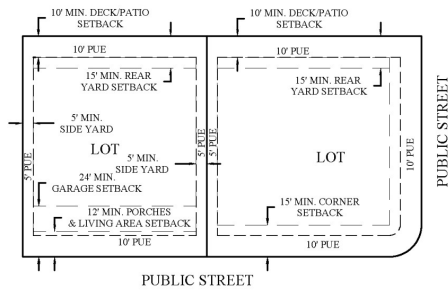 10' MIN. DECK/PATIO
SETBACK
10' MIN. DECK/PATIO
SETBACK
10' PUE
10' PUE
15' MIN. REAR
YARD SETBACK
15' MIN. REAR
YARD SETBACK
5' MIN.
SIDE YARD
LOT
5' MIN.
SIDE YARD
5' PUE
5' PUE
5' PUE
LOT
10' PUE
PUBLIC STREET
24' MIN.
GARAGE SETBACK
12' MIN. PORCHES
& LIVING AREA SETBACK
10' PUE
15' MIN. CORNER
SETBACK
10' PUE
PUBLIC STREET